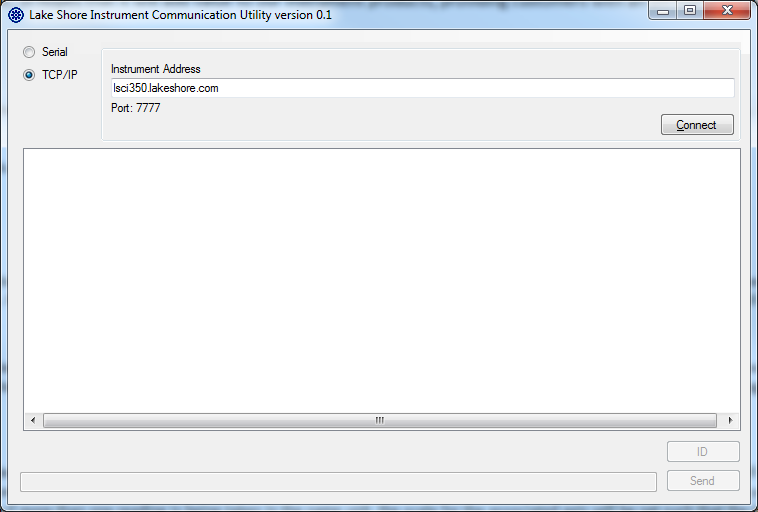 Lake Shore Instrument Communication Utility version 0.1
Serial
TCP/IP
Instrument Address
lsci350.lakeshore.com
Port: 7777
Connect
ID
Send